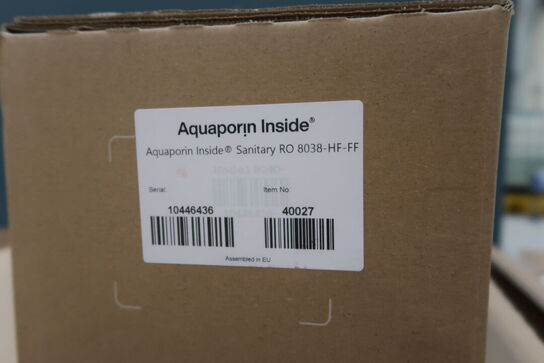 Aquaporin Inside®
Aquaporin Inside® Sanitary RO 8038-HF-FF
Serial: Item No:
10446436 40027
Assembled in EU